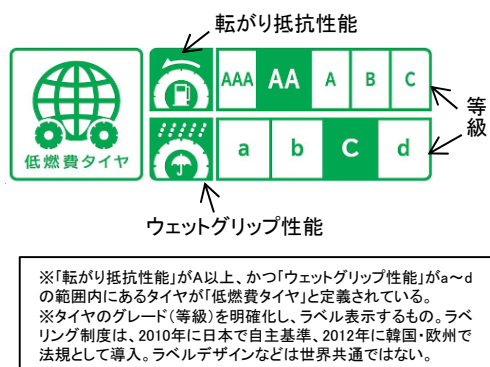 転がり抵抗性能
AAA AA A B C
等級
低燃費タイヤ
a b c d
ウェットグリップ性能
※「転がり抵抗性能」がA以上、かつ「ウェットグリップ性能」がa～d
の範囲内にあるタイヤが「低燃費タイヤ」と定義されている。
※タイヤのグレード(等級)を明確化し、ラベル表示するもの。ラベ
リング制度は、2010年に日本で自主基準、2012年に韓国・欧州で
法規として導入。ラベルデザインなどは世界共通ではない。